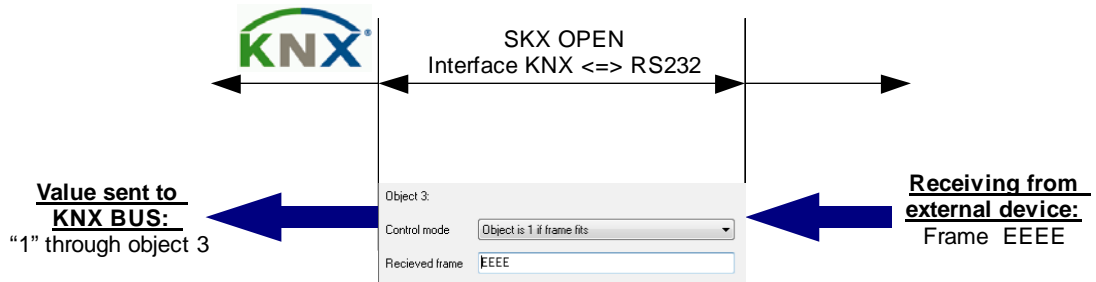 KNX®
SKX OPEN
Interface KNX <=> RS232
Value sent to
KNX BUS:
“1” through object 3
Object 3:
Control mode
Object is 1 if frame fits
Recieved frame
EEEE
Receiving from
external device:
Frame EEEE